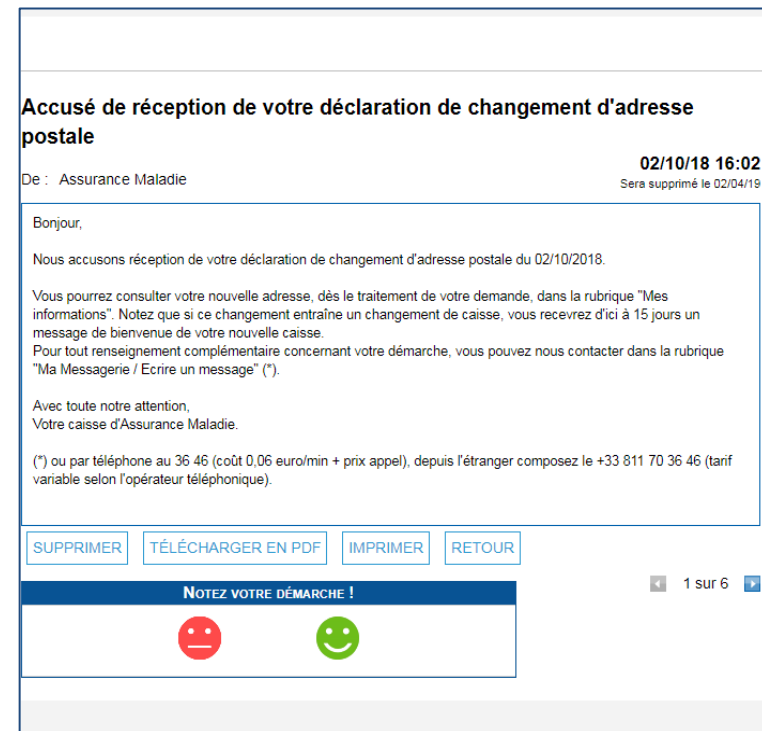 Accusé de réception de votre déclaration de changement d'adresse
postale
02/10/18 16:02
De : Assurance Maladie
Sera supprimé le 02/04/19
Bonjour,
Nous accusons réception de votre déclaration de changement d'adresse postale du 02/10/2018.
Vous pourrez consulter votre nouvelle adresse, dès le traitement de votre demande, dans la rubrique "Mes
informations". Notez que si ce changement entraîne un changement de caisse, vous recevrez d'ici à 15 jours un
message de bienvenue de votre nouvelle caisse.
Pour tout renseignement complémentaire concernant votre démarche, vous pouvez nous contacter dans la rubrique
"Ma Messagerie / Ecrire un message" (*).
Avec toute notre attention,
Votre caisse d'Assurance Maladie.
(*) ou par téléphone au 36 46 (coût 0,06 euro/min + prix appel), depuis l'étranger composez le +33 811 70 36 46 (tarif
variable selon l'opérateur téléphonique).
SUPPRIMER TÉLÉCHARGER EN PDF IMPRIMER RETOUR
1 sur 6
NOTEZ VOTRE DÉMARCHE !